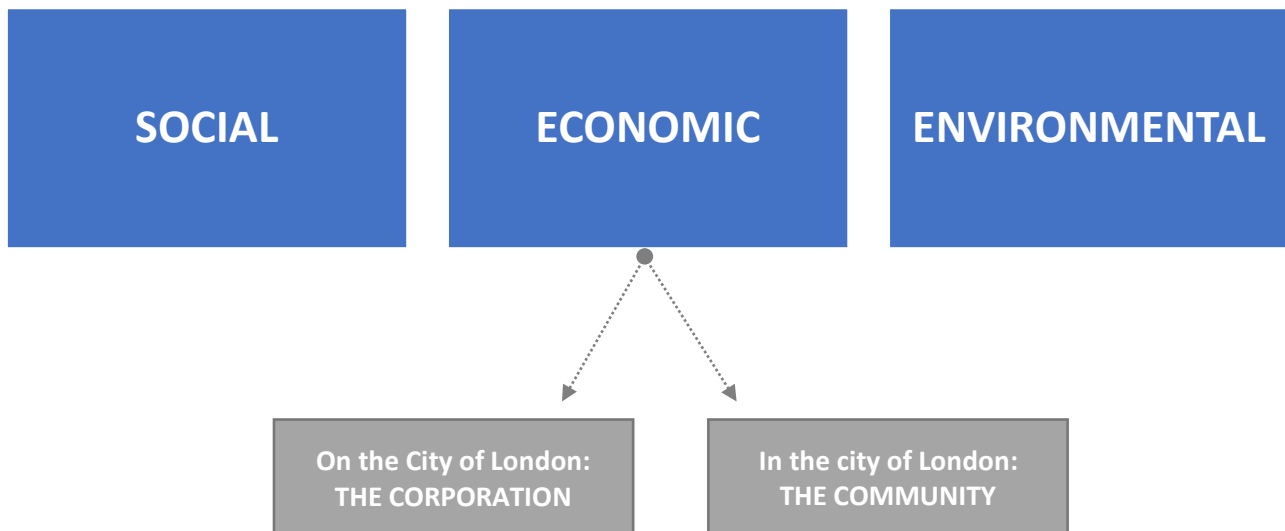 SOCIAL
ECONOMIC
ENVIRONMENTAL
On the City of London:
THE CORPORATION
In the city of London:
THE COMMUNITY